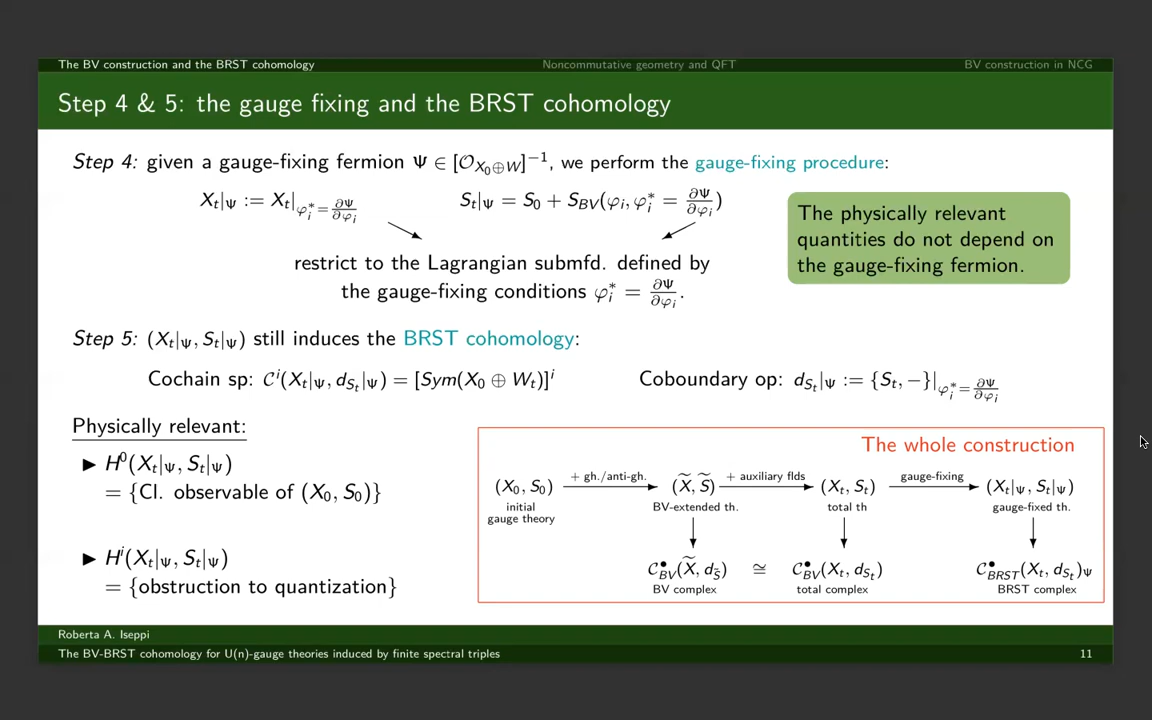 The BV construction and the BRST cohomology Noncommutative geometry and QFT BV construction in NCG
Step 4 & 5: the gauge fixing and the BRST cohomology
Step 4: given a gauge-fixing fermion Ψ ∈ [𝒪_{X₀⊕W}]^{−1}, we perform the gauge-fixing procedure:
X_t|_Ψ := X_t|_{φ_i^* = ∂Ψ/∂φ_i} S_t|_Ψ = S_0 + S_{BV}(φ_i, φ_i^* = ∂Ψ/∂φ_i)
restrict to the Lagrangian submfd. defined by
the gauge-fixing conditions φ_i^* = ∂Ψ/∂φ_i.
The physically relevant
quantities do not depend on
the gauge-fixing fermion.
Step 5: (X_t|_Ψ, S_t|_Ψ) still induces the BRST cohomology:
Cochain sp: 𝒞^i(X_t|_Ψ, d_{S_t}|_Ψ) = [Sym(X_0 ⊕ W_t)]^i Coboundary op: d_{S_t}|_Ψ := {S_t, −}|_{φ_i^* = ∂Ψ/∂φ_i}
Physically relevant:
▶ H^0(X_t|_Ψ, S_t|_Ψ)
= {Cl. observable of (X_0, S_0)}
▶ H^i(X_t|_Ψ, S_t|_Ψ)
= {obstruction to quantization}
The whole construction
+ gh./anti-gh. + auxiliary flds gauge-fixing
(X_0, S_0) (X̃, S̃) (X_t, S_t) (X_t|_Ψ, S_t|_Ψ)
initial BV-extended th. total th gauge-fixed th.
gauge theory
𝒞^•_{BV}(X̃, d_{S̃}) ≅ 𝒞^•_{BV}(X_t, d_{S_t}) 𝒞^•_{BRST}(X_t, d_{S_t})_Ψ
BV complex total complex BRST complex
Roberta A. Iseppi
The BV-BRST cohomology for U(n)-gauge theories induced by finite spectral triples 11